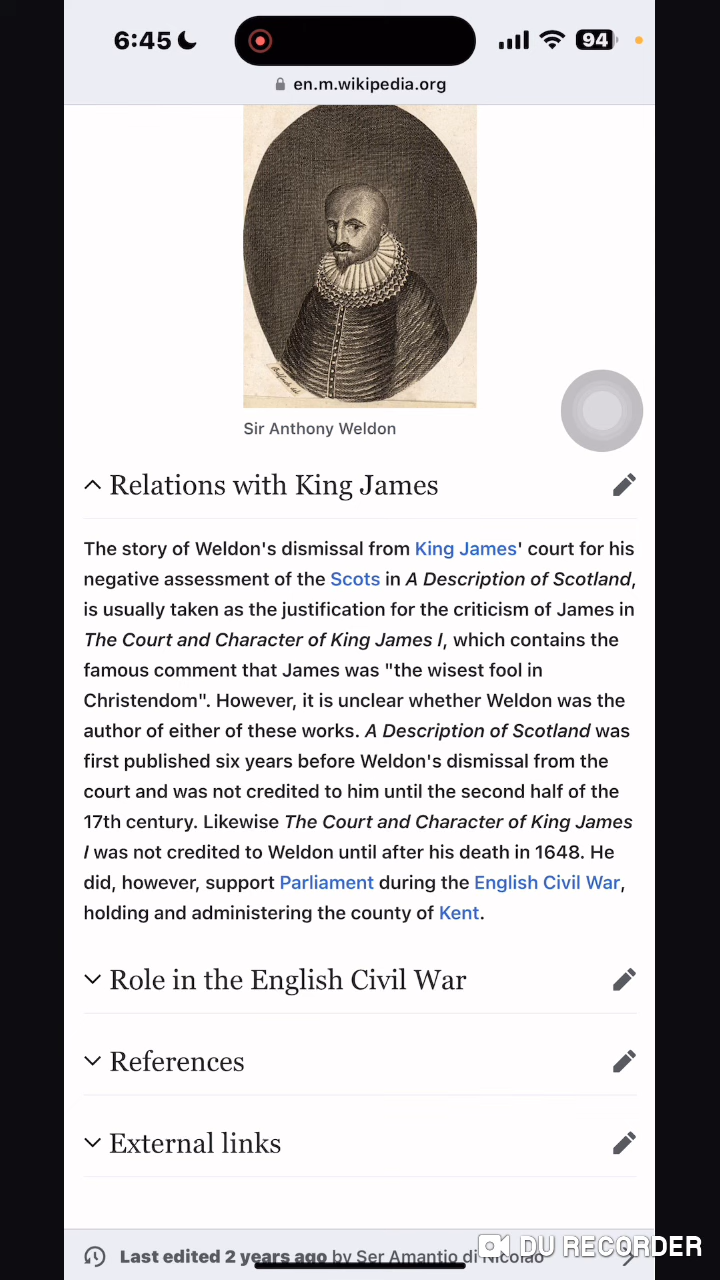 6:45
94
en.m.wikipedia.org
Sir Anthony Weldon
Relations with King James
The story of Weldon's dismissal from King James' court for his
negative assessment of the Scots in A Description of Scotland,
is usually taken as the justification for the criticism of James in
The Court and Character of King James I, which contains the
famous comment that James was "the wisest fool in
Christendom". However, it is unclear whether Weldon was the
author of either of these works. A Description of Scotland was
first published six years before Weldon's dismissal from the
court and was not credited to him until the second half of the
17th century. Likewise The Court and Character of King James
I was not credited to Weldon until after his death in 1648. He
did, however, support Parliament during the English Civil War,
holding and administering the county of Kent.
Role in the English Civil War
References
External links
Last edited 2 years ago by Ser Amantio di Nicolao
DU RECORDER